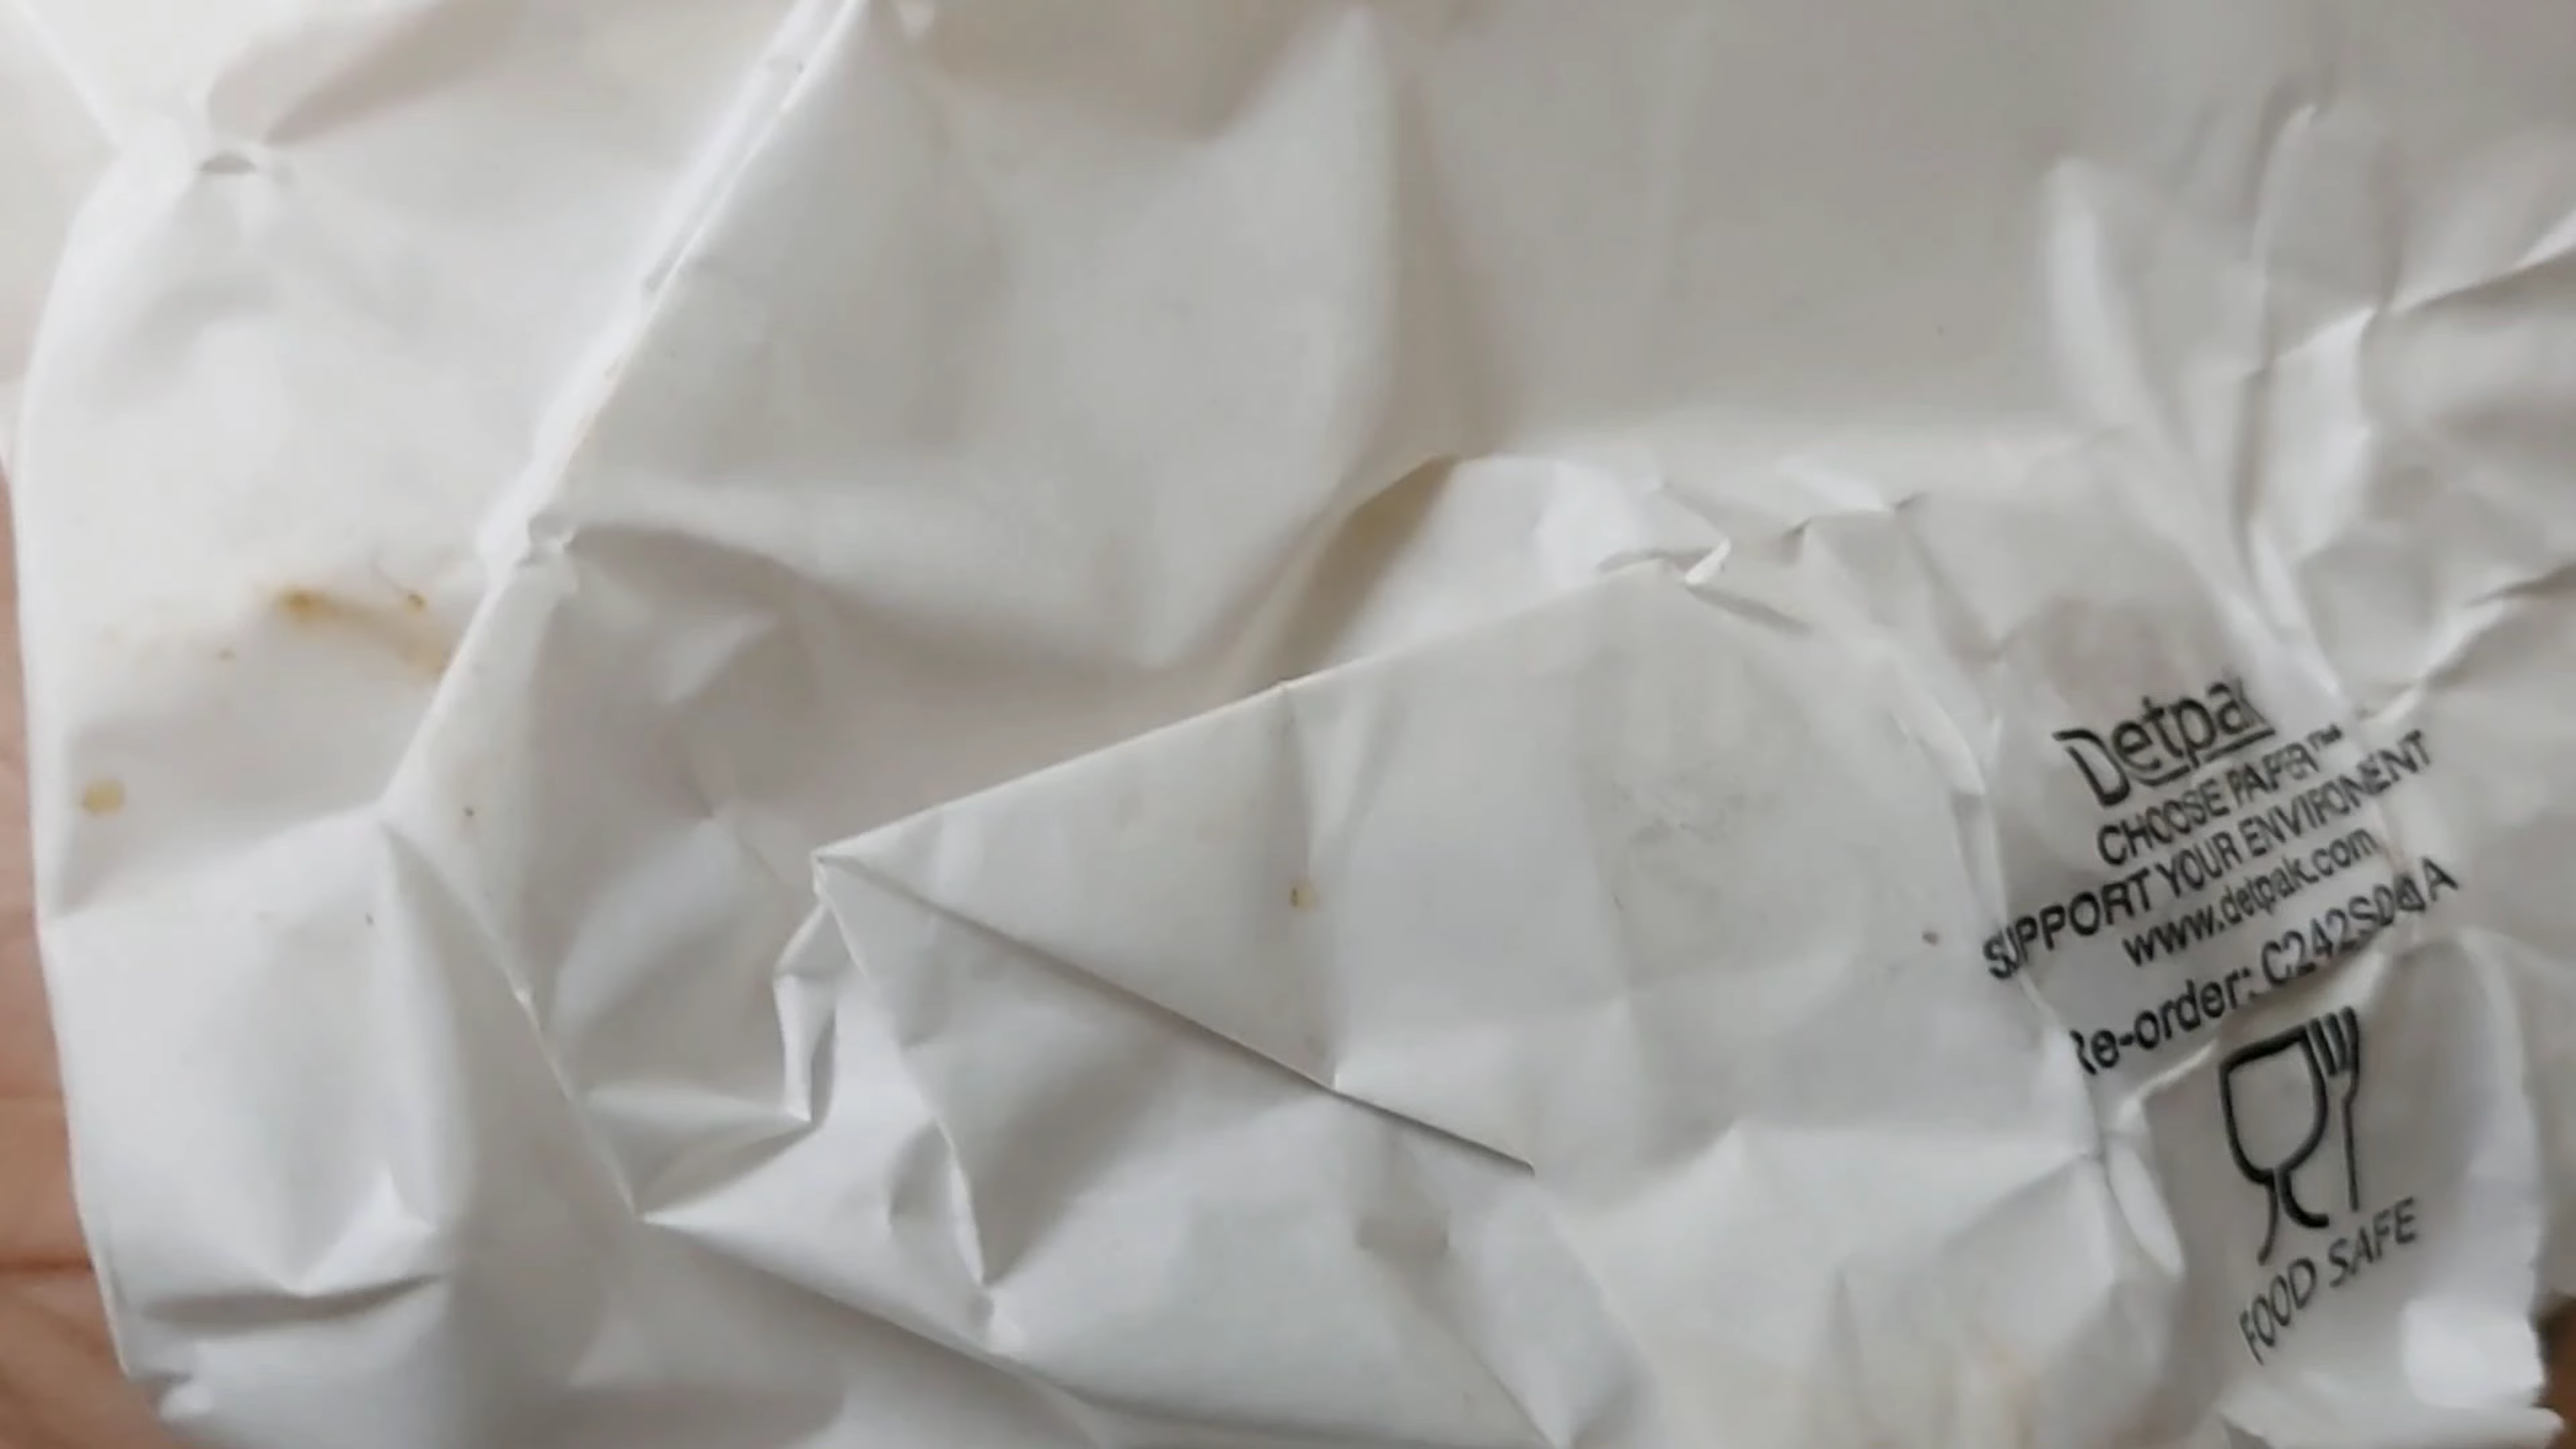 Detpak
CHOOSE PAPER™
SUPPORT YOUR ENVIRONMENT
www.detpak.com
Re-order:
FOOD SAFE